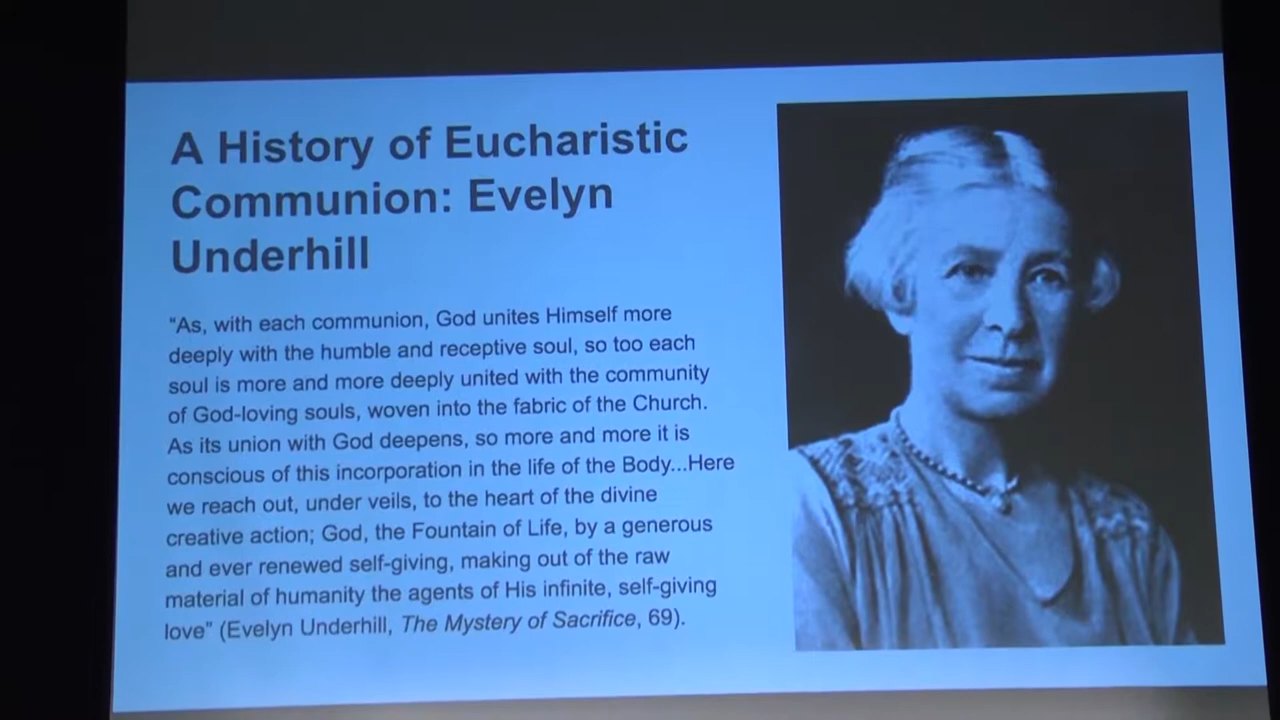 A History of Eucharistic
Communion: Evelyn
Underhill
“As, with each communion, God unites Himself more
deeply with the humble and receptive soul, so too each
soul is more and more deeply united with the community
of God-loving souls, woven into the fabric of the Church.
As its union with God deepens, so more and more it is
conscious of this incorporation in the life of the Body...Here
we reach out, under veils, to the heart of the divine
creative action; God, the Fountain of Life, by a generous
and ever renewed self-giving, making out of the raw
material of humanity the agents of His infinite, self-giving
love” (Evelyn Underhill, The Mystery of Sacrifice, 69).